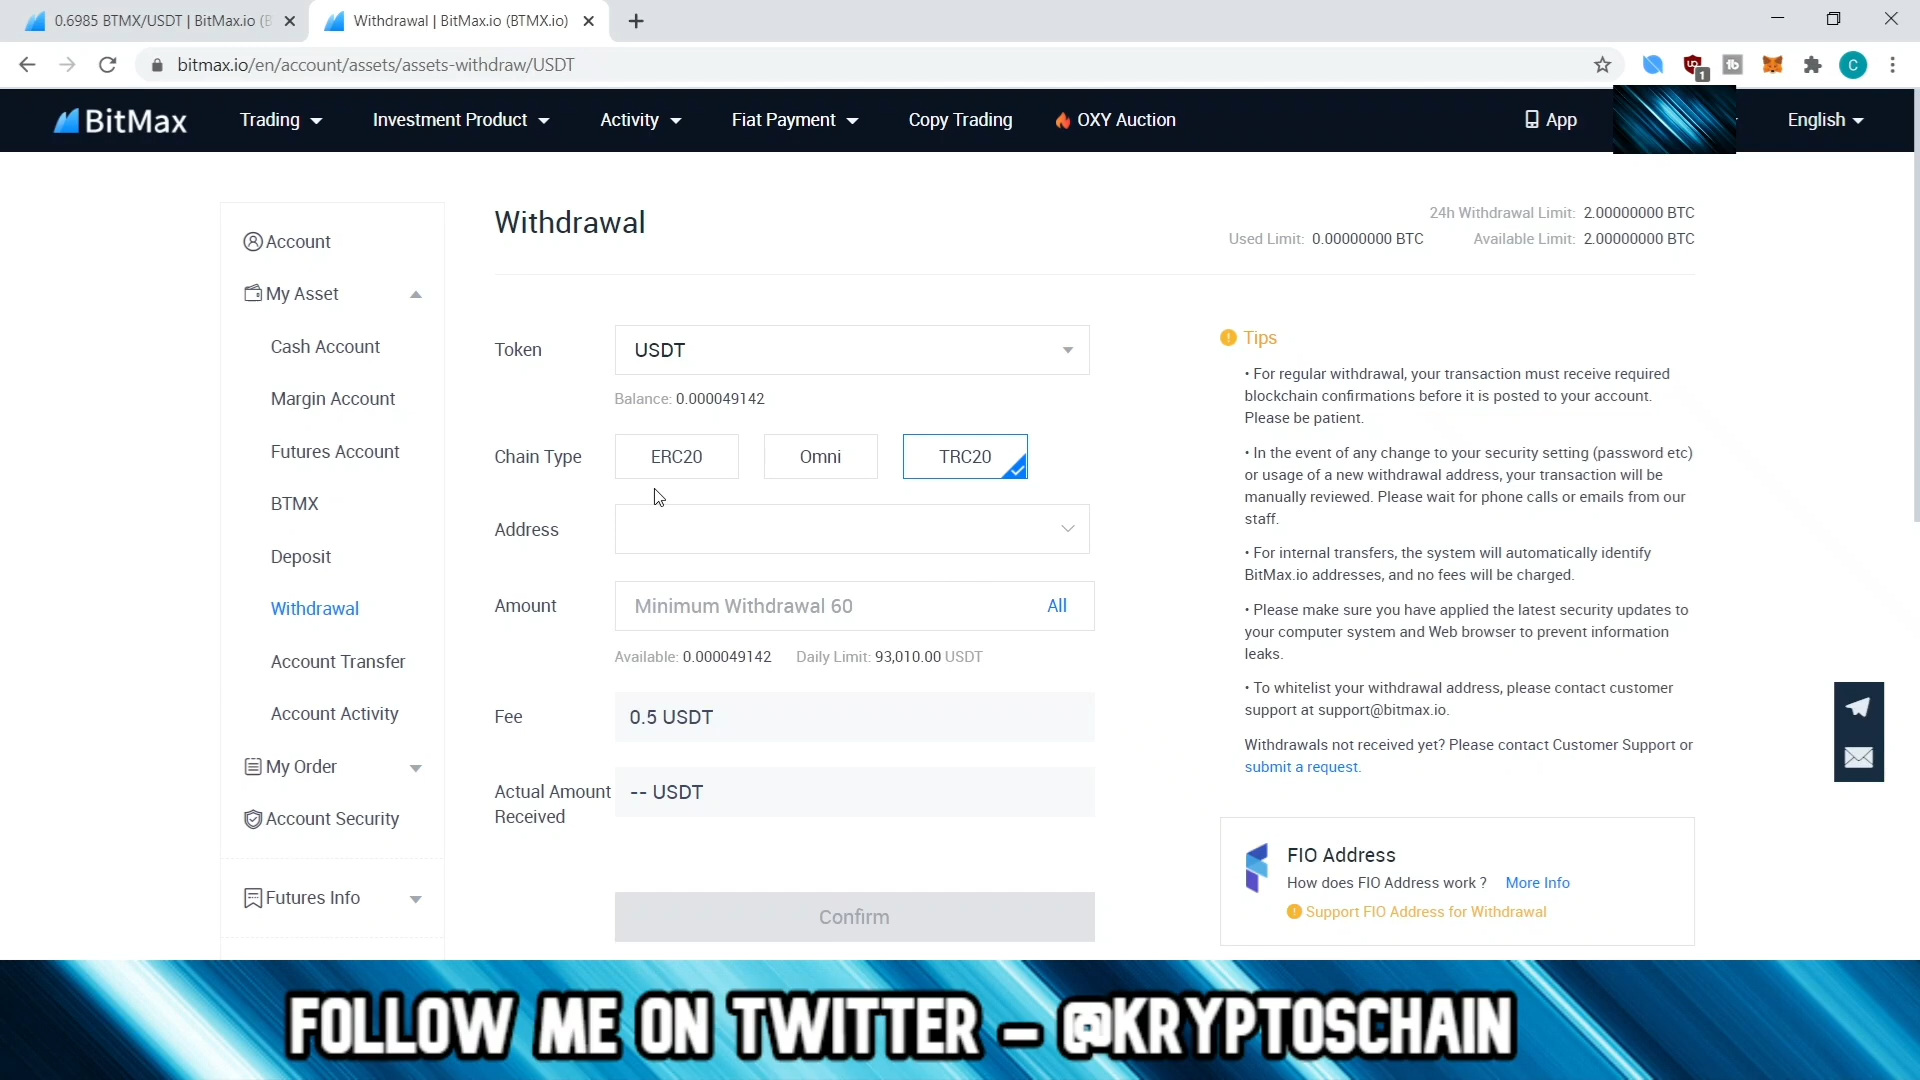 0.6985 BTMX/USDT | BitMax.io (B
Withdrawal | BitMax.io (BTMX.io)
bitmax.io/en/account/assets/assets-withdraw/USDT
1
C
BitMax
Trading
Investment Product
Activity
Fiat Payment
Copy Trading
OXY Auction
App
English
Account
My Asset
Cash Account
Margin Account
Futures Account
BTMX
Deposit
Withdrawal
Account Transfer
Account Activity
My Order
Account Security
Futures Info
Withdrawal
24h Withdrawal Limit: 2.00000000 BTC
Used Limit: 0.00000000 BTC Available Limit: 2.00000000 BTC
Token USDT
Balance: 0.000049142
Chain Type ERC20 Omni TRC20
Address
Amount Minimum Withdrawal 60 All
Available: 0.000049142 Daily Limit: 93,010.00 USDT
Fee 0.5 USDT
Actual Amount -- USDT
Received
Confirm
Tips
• For regular withdrawal, your transaction must receive required
blockchain confirmations before it is posted to your account.
Please be patient.
• In the event of any change to your security setting (password etc)
or usage of a new withdrawal address, your transaction will be
manually reviewed. Please wait for phone calls or emails from our
staff.
• For internal transfers, the system will automatically identify
BitMax.io addresses, and no fees will be charged.
• Please make sure you have applied the latest security updates to
your computer system and Web browser to prevent information
leaks.
• To whitelist your withdrawal address, please contact customer
support at support@bitmax.io.
Withdrawals not received yet? Please contact Customer Support or
submit a request.
FIO Address
How does FIO Address work ? More Info
Support FIO Address for Withdrawal
FOLLOW ME ON TWITTER – @KRYPTOSCHAIN